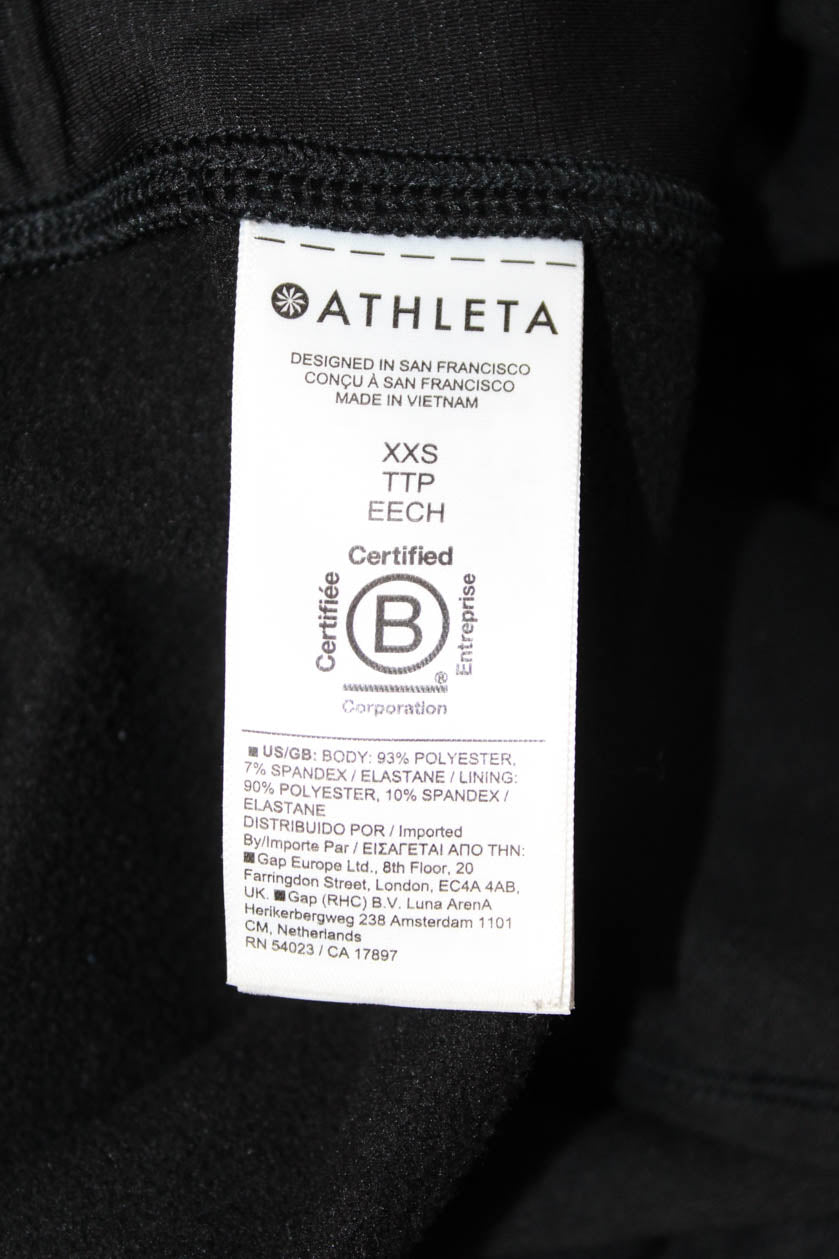 ATHLETA
DESIGNED IN SAN FRANCISCO
CONÇU À SAN FRANCISCO
MADE IN VIETNAM
XXS
TTP
EECH
Certified
Certifiée
B
Entreprise
®
Corporation
US/GB: BODY: 93% POLYESTER,
7% SPANDEX / ELASTANE / LINING:
90% POLYESTER, 10% SPANDEX /
ELASTANE
DISTRIBUIDO POR / Imported
By/Importe Par / ΕΙΣΑΓΕΤΑΙ ΑΠΟ ΤΗΝ:
Gap Europe Ltd., 8th Floor, 20
Farringdon Street, London, EC4A 4AB,
UK. Gap (RHC) B.V. Luna ArenA
Herikerbergweg 238 Amsterdam 1101
CM, Netherlands
RN 54023 / CA 17897